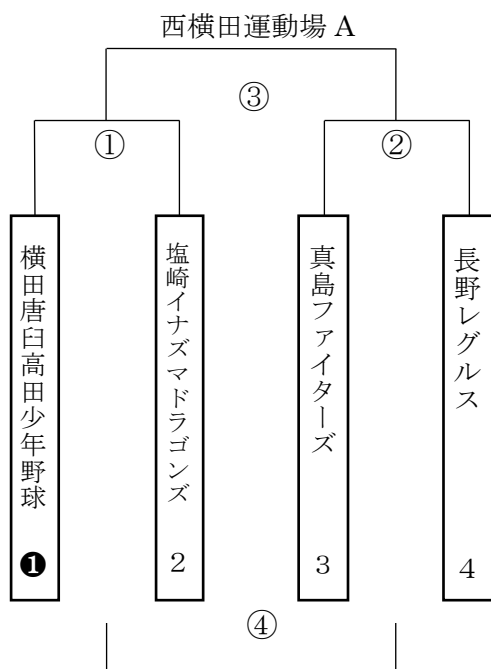 西横田運動場 A
③
①
②
横田唐臼高田少年野球
❶
塩崎イナズマドラゴンズ
2
真島ファイターズ
3
長野レグルス
4
④